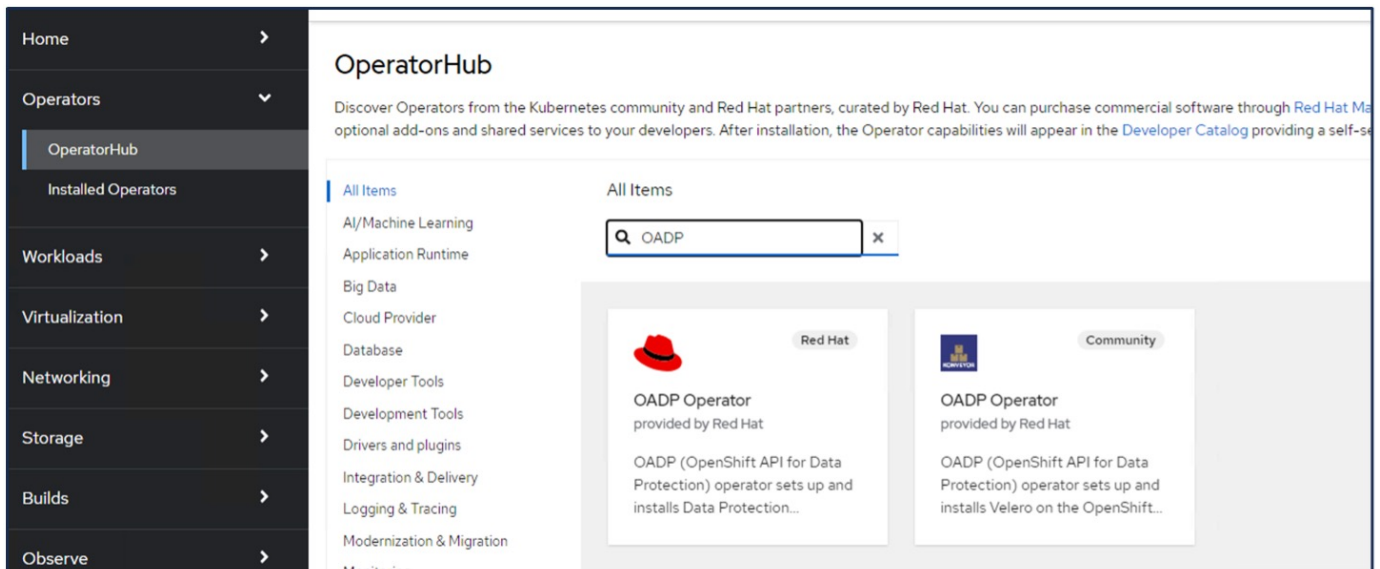 Home
Operators
OperatorHub
Installed Operators
Workloads
Virtualization
Networking
Storage
Builds
Observe
OperatorHub
Discover Operators from the Kubernetes community and Red Hat partners, curated by Red Hat. You can purchase commercial software through Red Hat Ma
optional add-ons and shared services to your developers. After installation, the Operator capabilities will appear in the Developer Catalog providing a self-se
All Items
AI/Machine Learning
Application Runtime
Big Data
Cloud Provider
Database
Developer Tools
Development Tools
Drivers and plugins
Integration & Delivery
Logging & Tracing
Modernization & Migration
All Items
OADP
Red Hat
OADP Operator
provided by Red Hat
OADP (OpenShift API for Data
Protection) operator sets up and
installs Data Protection...
KONVEYOR
Community
OADP Operator
provided by Red Hat
OADP (OpenShift API for Data
Protection) operator sets up and
installs Velero on the OpenShift...